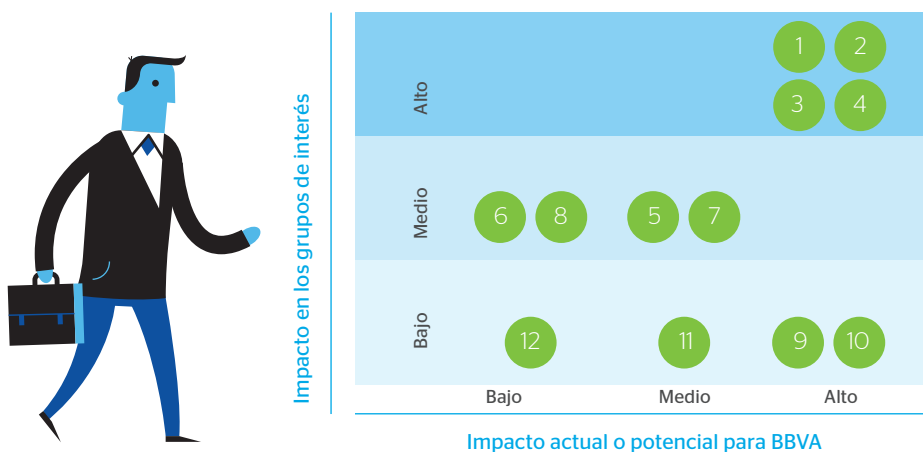 Impacto en los grupos de interés
Alto
1 2
3 4
Medio
6 8 5 7
Bajo
12 11 9 10
Bajo Medio Alto
Impacto actual o potencial para BBVA